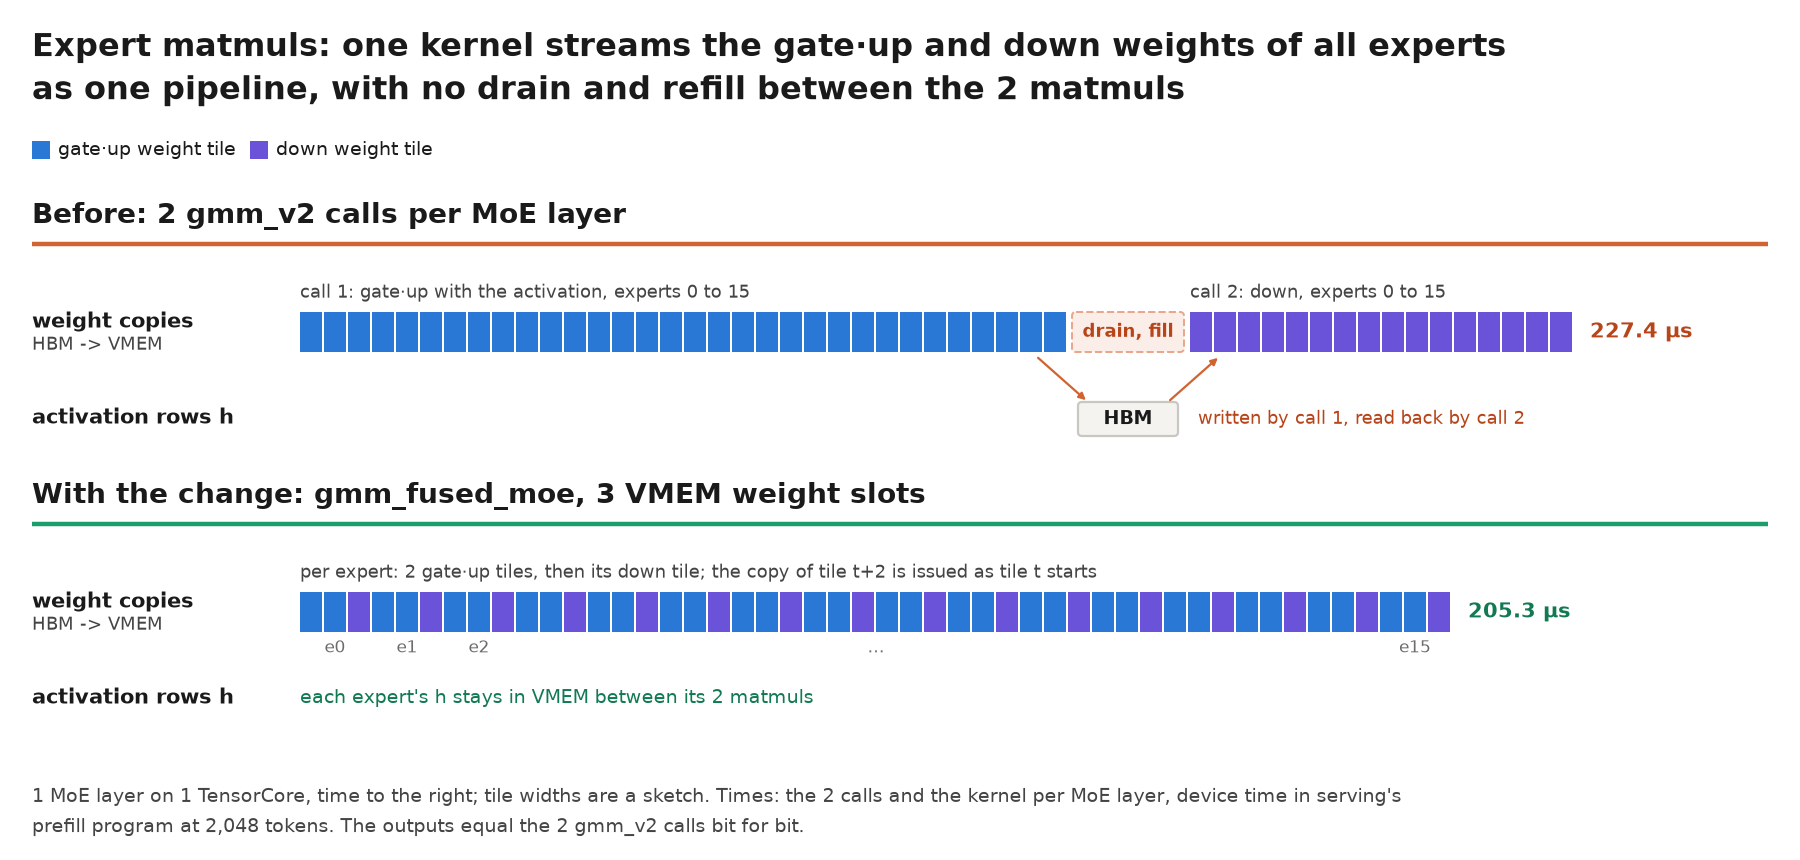 Expert matmuls: one kernel streams the gate·up and down weights of all experts
as one pipeline, with no drain and refill between the 2 matmuls
gate·up weight tile
down weight tile
Before: 2 gmm_v2 calls per MoE layer
call 1: gate·up with the activation, experts 0 to 15
call 2: down, experts 0 to 15
weight copies
HBM -> VMEM
drain, fill
227.4 µs
activation rows h
HBM
written by call 1, read back by call 2
With the change: gmm_fused_moe, 3 VMEM weight slots
per expert: 2 gate·up tiles, then its down tile; the copy of tile t+2 is issued as tile t starts
weight copies
HBM -> VMEM
205.3 µs
e0
e1
e2
...
e15
activation rows h
each expert's h stays in VMEM between its 2 matmuls
1 MoE layer on 1 TensorCore, time to the right; tile widths are a sketch. Times: the 2 calls and the kernel per MoE layer, device time in serving's
prefill program at 2,048 tokens. The outputs equal the 2 gmm_v2 calls bit for bit.